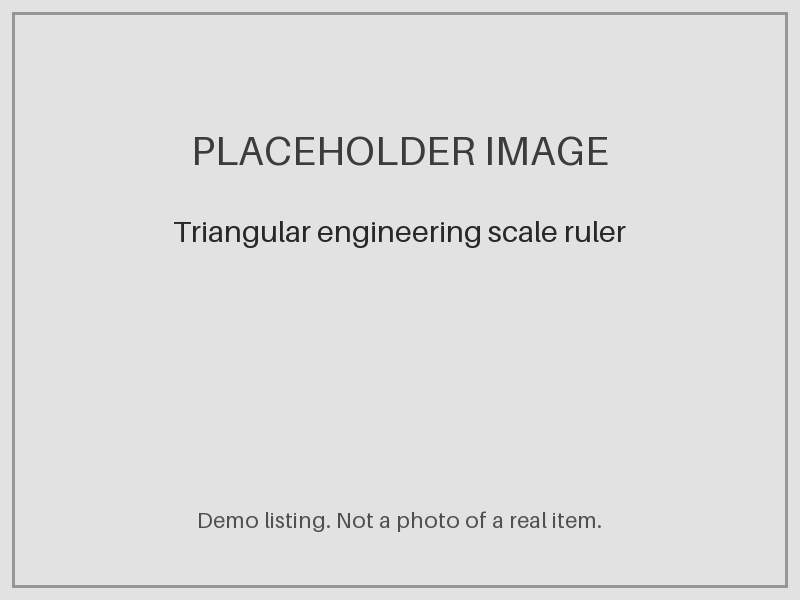 PLACEHOLDER IMAGE
Triangular engineering scale ruler
Demo listing. Not a photo of a real item.